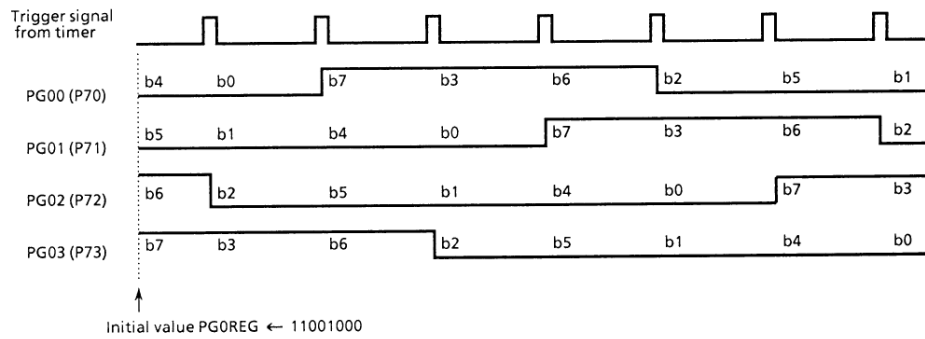 Trigger signal
from timer
b4 b0 b7 b3 b6 b2 b5 b1
PG00 (P70)
b5 b1 b4 b0 b7 b3 b6 b2
PG01 (P71)
b6 b2 b5 b1 b4 b0 b7 b3
PG02 (P72)
b7 b3 b6 b2 b5 b1 b4 b0
PG03 (P73)
Initial value PG0REG ← 11001000